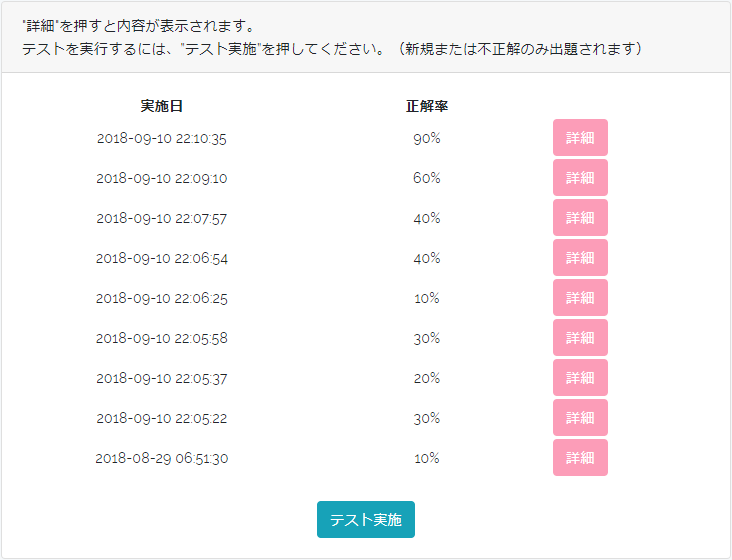 "詳細"を押すと内容が表示されます。
テストを実行するには、"テスト実施"を押してください。（新規または不正解のみ出題されます）
実施日 正解率
2018-09-10 22:10:35 90% 詳細
2018-09-10 22:09:10 60% 詳細
2018-09-10 22:07:57 40% 詳細
2018-09-10 22:06:54 40% 詳細
2018-09-10 22:06:25 10% 詳細
2018-09-10 22:05:58 30% 詳細
2018-09-10 22:05:37 20% 詳細
2018-09-10 22:05:22 30% 詳細
2018-08-29 06:51:30 10% 詳細
テスト実施